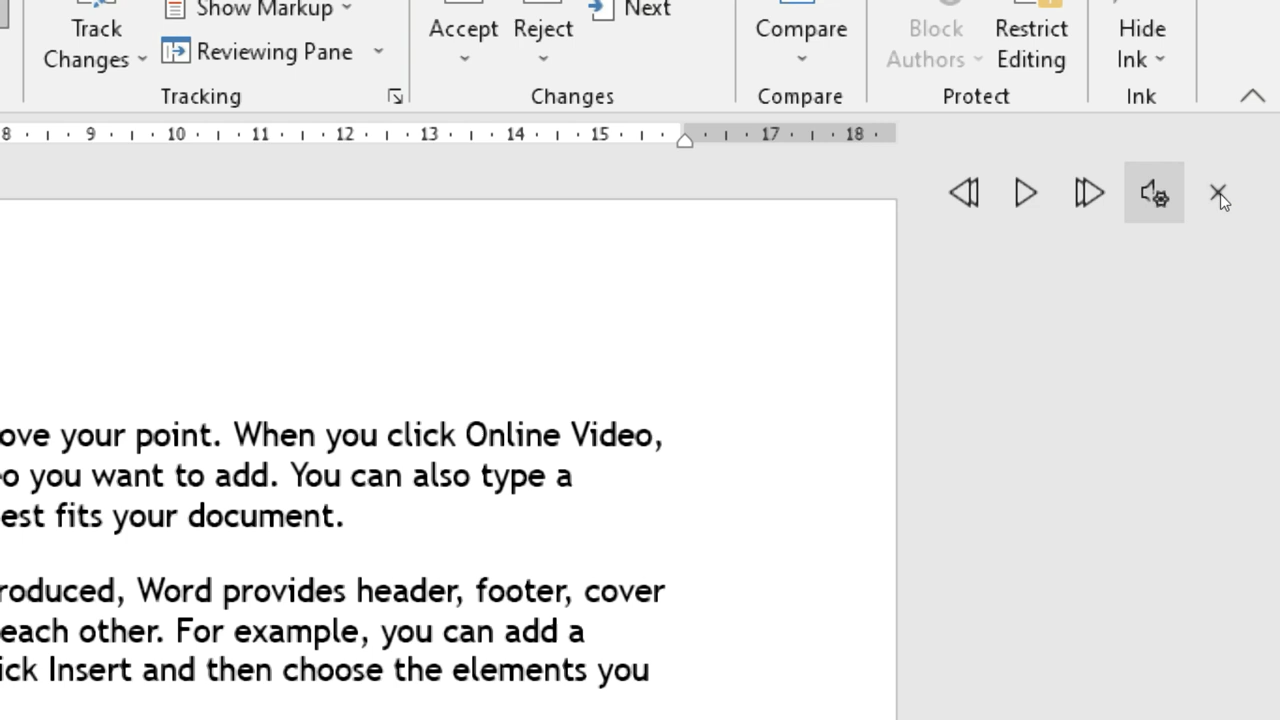 Show Markup
Next
Track
Changes
Reviewing Pane
Accept
Reject
Compare
Block
Authors
Restrict
Editing
Hide
Ink
Tracking
Changes
Compare
Protect
Ink
8 9 10 11 12 13 14 15 17 18
ove your point. When you click Online Video,
o you want to add. You can also type a
est fits your document.
roduced, Word provides header, footer, cover
each other. For example, you can add a
ick Insert and then choose the elements you